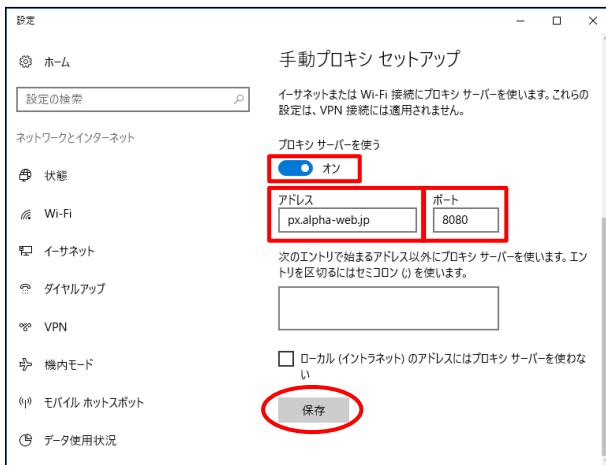 設定
ホーム
設定の検索
ネットワークとインターネット
状態
Wi-Fi
イーサネット
ダイヤルアップ
VPN
機内モード
モバイル ホットスポット
データ使用状況
手動プロキシ セットアップ
イーサネットまたは Wi-Fi 接続にプロキシ サーバーを使います。これらの
設定は、VPN 接続には適用されません。
プロキシ サーバーを使う
オン
アドレス
ポート
px.alpha-web.jp
8080
次のエントリで始まるアドレス以外にプロキシ サーバーを使います。エン
トリを区切るにはセミコロン (;) を使います。
ローカル (イントラネット) のアドレスにはプロキシ サーバーを使わな
い
保存